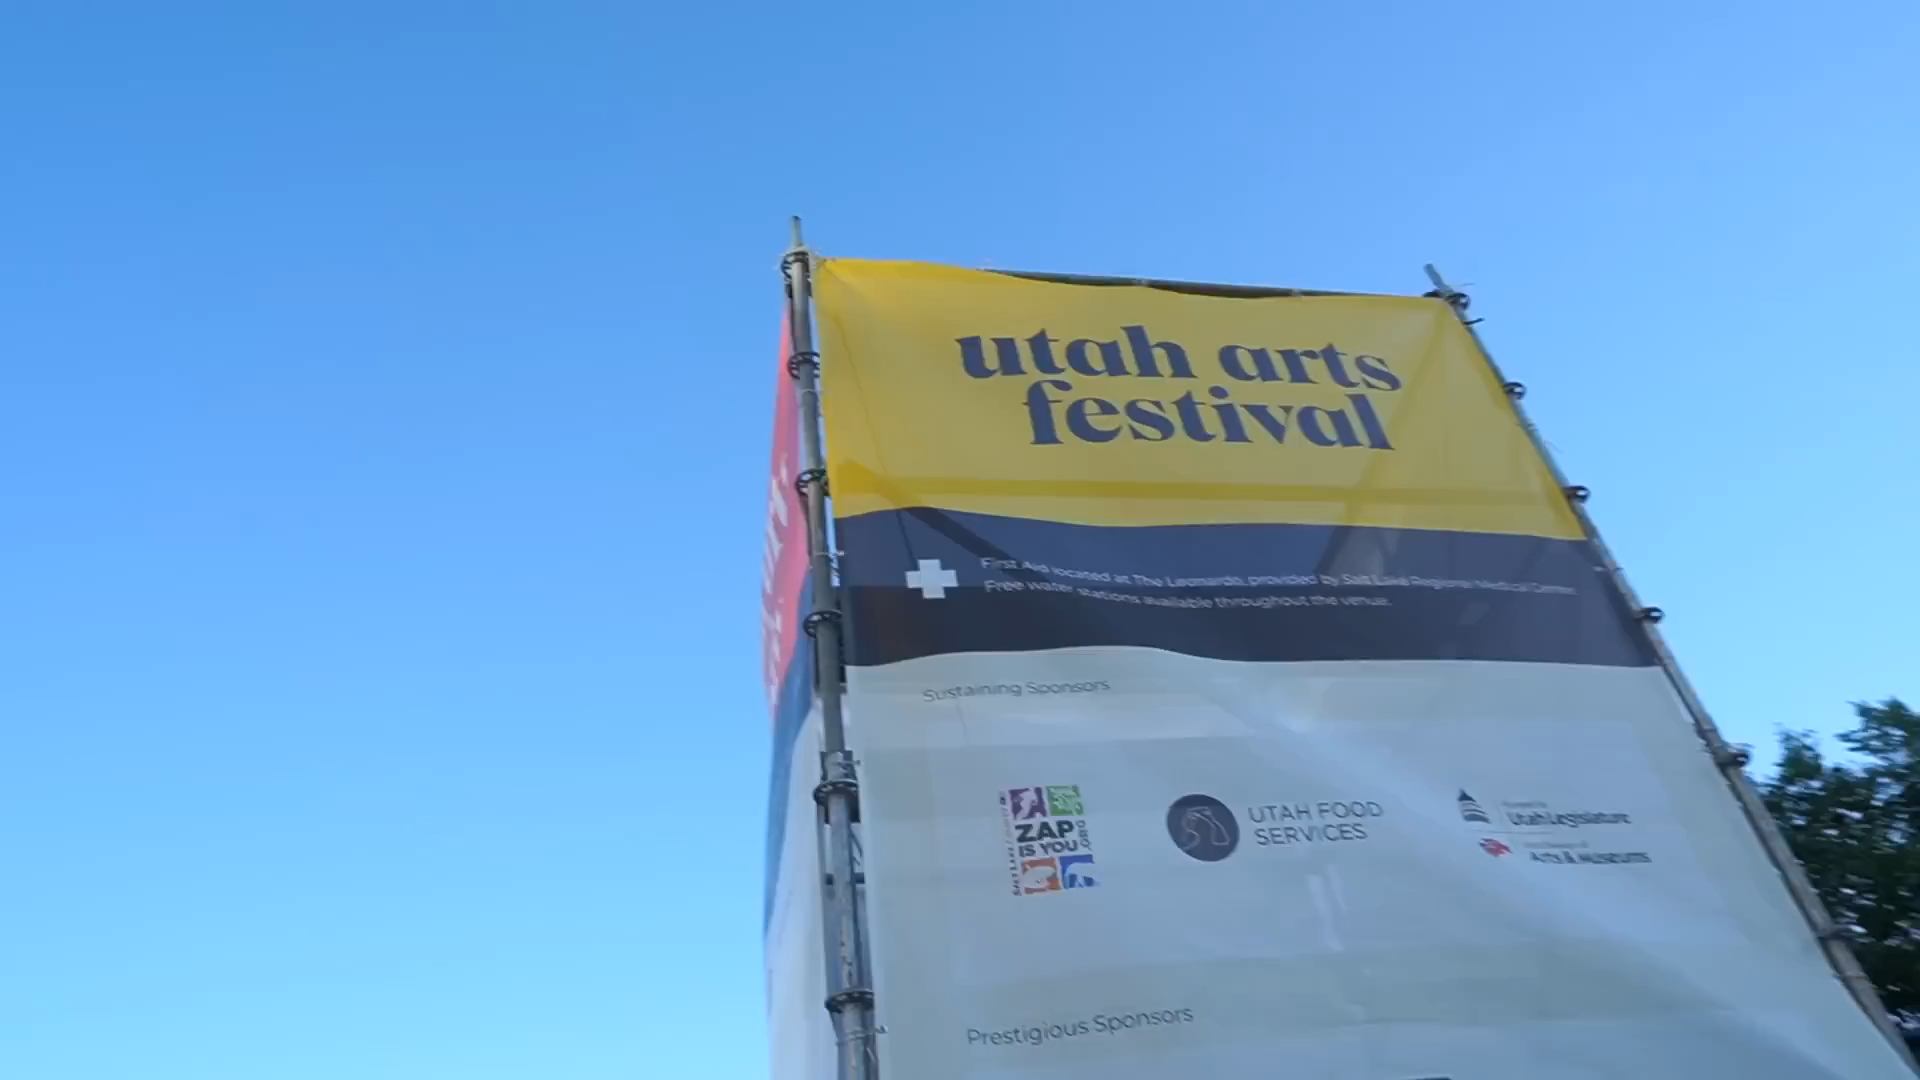 utah arts
festival
First Aid located at The Leonardo, provided by Salt Lake Regional Medical Center.
Free water stations available throughout the venue.
Sustaining Sponsors
ZAP
IS YOU
ORG
UTAH FOOD
SERVICES
Utah Legislature
Arts & Museums
Prestigious Sponsors